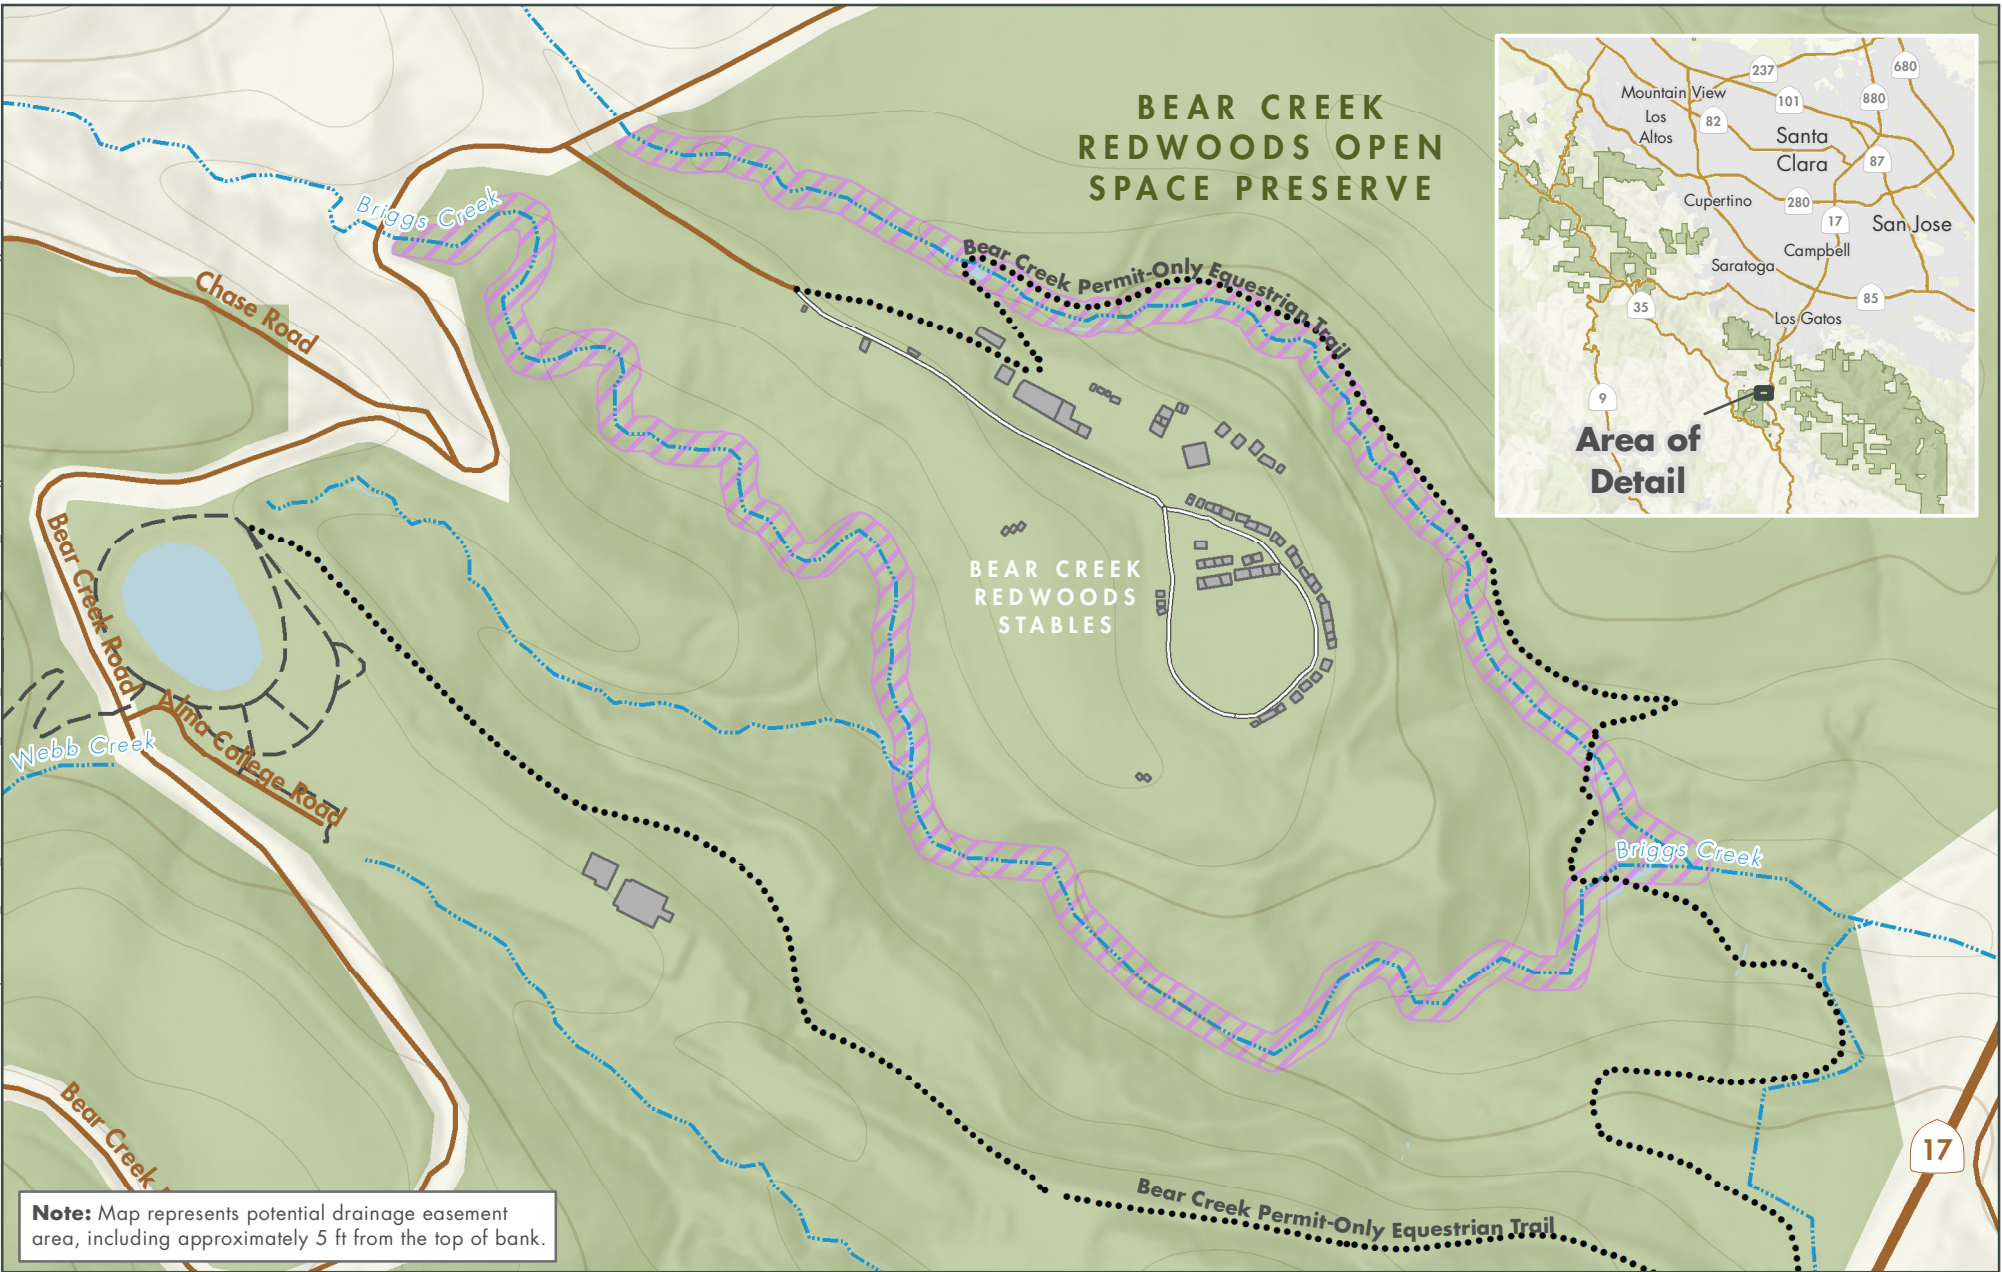 BEAR CREEK
REDWOODS OPEN
SPACE PRESERVE
237
680
Mountain View
101
880
Los
Altos
82
Santa
Clara
87
Cupertino
280
17
San Jose
Campbell
Saratoga
35
85
Los Gatos
9
Area of
Detail
Briggs Creek
Bear Creek Permit-Only Equestrian Trail
Chase Road
Bear Creek Road
BEAR CREEK
REDWOODS
STABLES
Alma College Road
Webb Creek
Briggs Creek
Bear Creek
17
Bear Creek Permit-Only Equestrian Trail
Note: Map represents potential drainage easement
area, including approximately 5 ft from the top of bank.